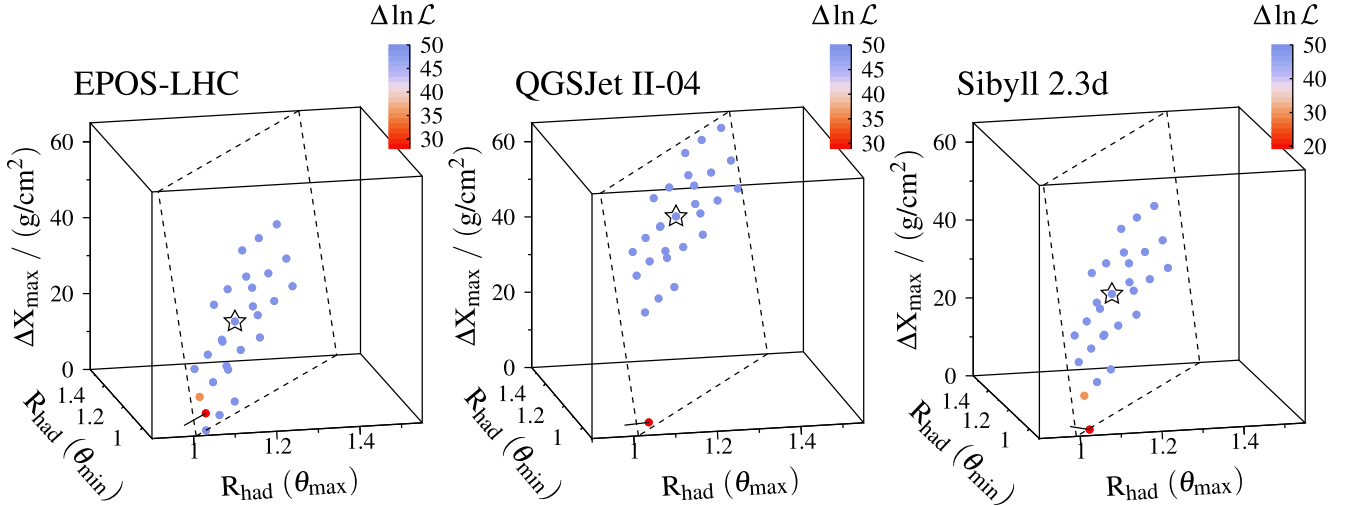 Δ ln ℒ
50
45
40
35
30
EPOS-LHC
60
40
20
0
ΔX_max / (g/cm²)
1.4
1.2
1
R_had (θ_min)
1
1.2
1.4
R_had (θ_max)
Δ ln ℒ
50
45
40
35
30
QGSJet II-04
60
40
20
0
ΔX_max / (g/cm²)
1.4
1.2
1
R_had (θ_min)
1
1.2
1.4
R_had (θ_max)
Δ ln ℒ
50
40
30
20
Sibyll 2.3d
60
40
20
0
ΔX_max / (g/cm²)
1.4
1.2
1
R_had (θ_min)
1
1.2
1.4
R_had (θ_max)